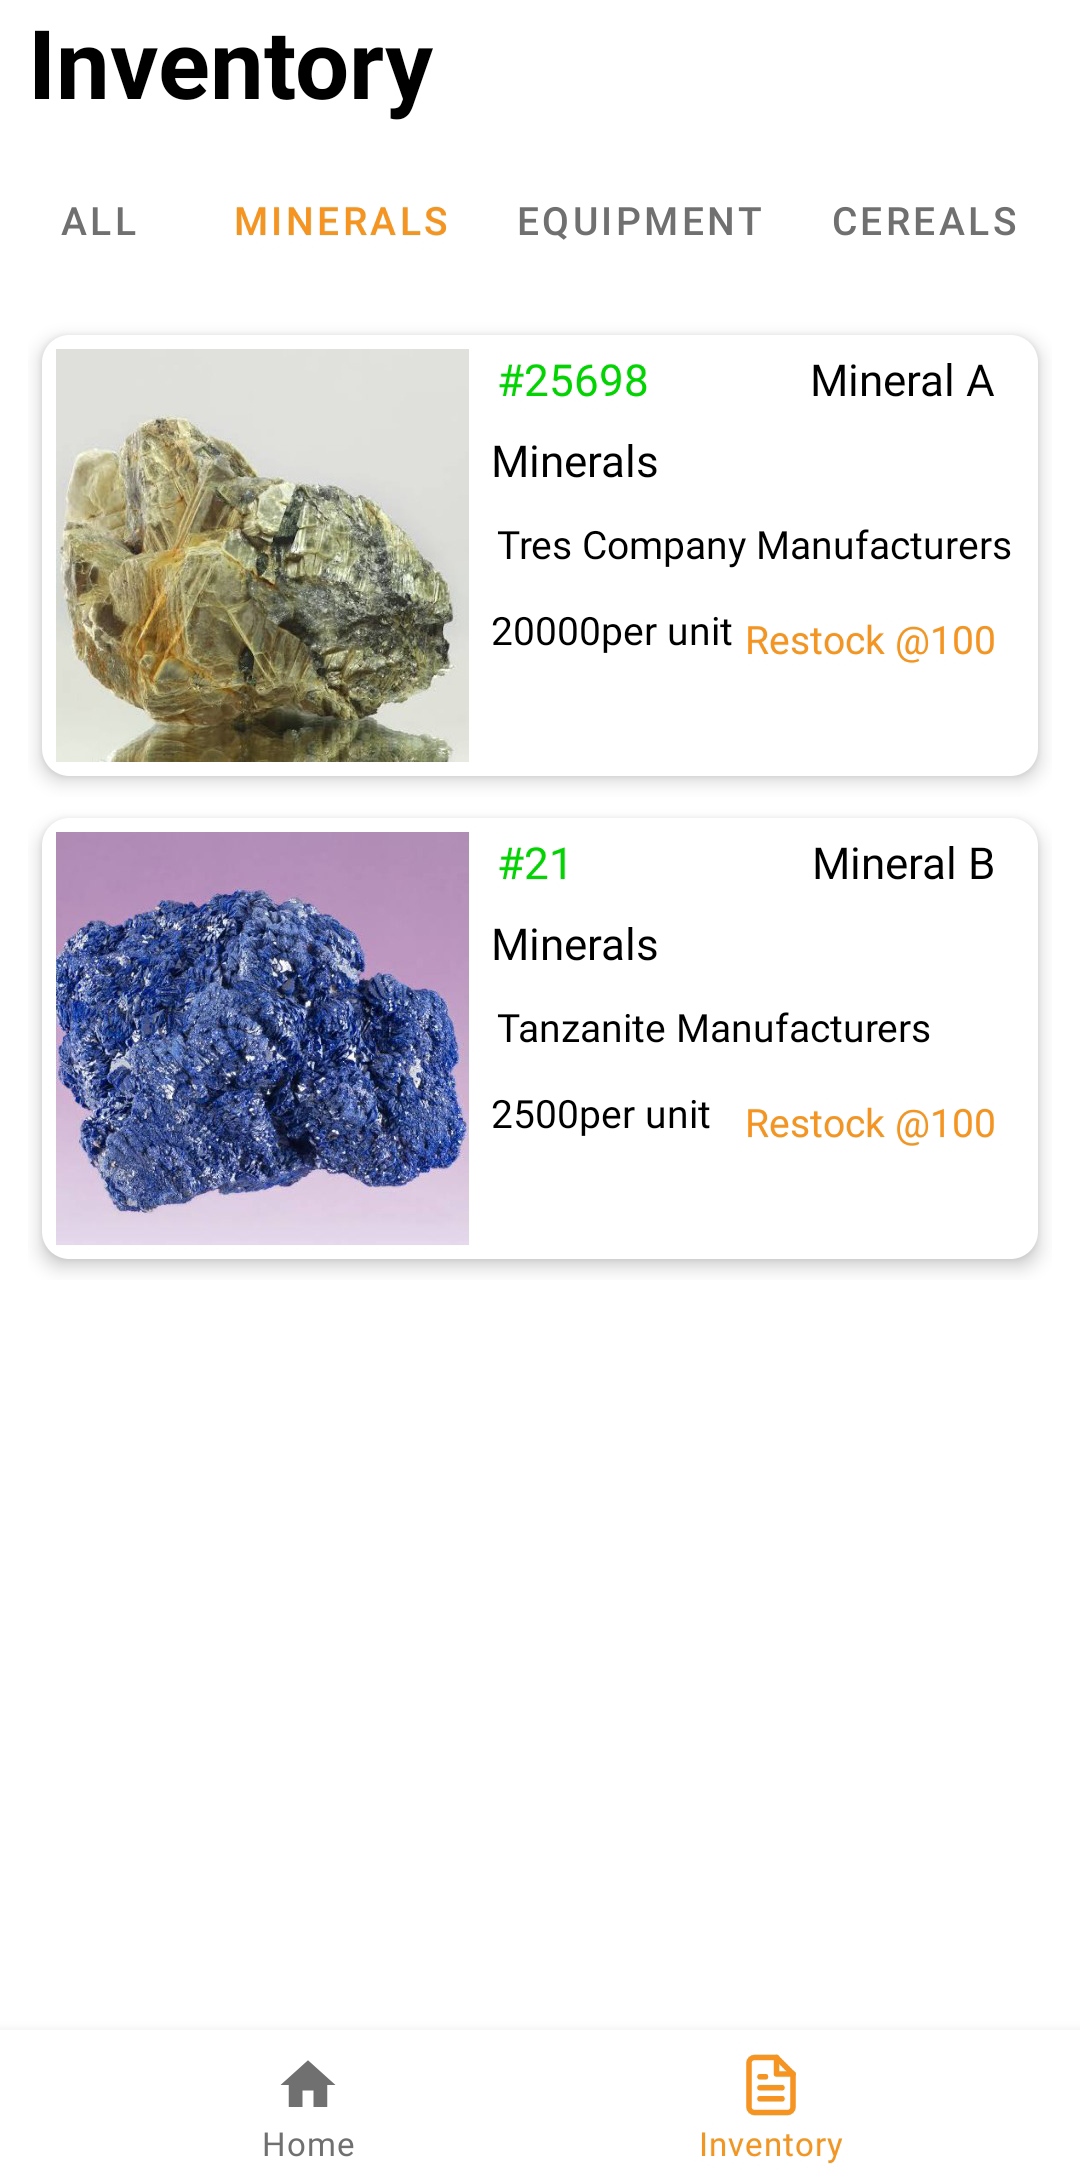 Inventory
ALL MINERALS EQUIPMENT CEREALS
#25698 Mineral A
Minerals
Tres Company Manufacturers
20000per unit Restock @100
#21 Mineral B
Minerals
Tanzanite Manufacturers
2500per unit Restock @100
Home Inventory